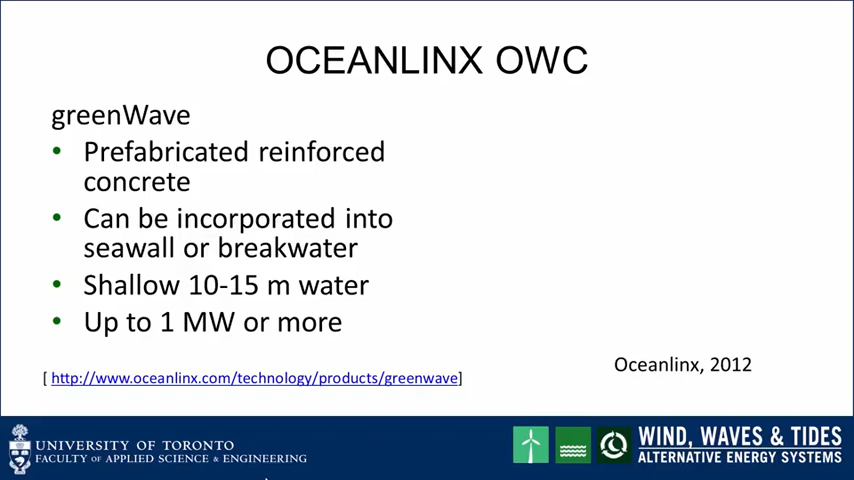 OCEANLINX OWC
greenWave
• Prefabricated reinforced
concrete
• Can be incorporated into
seawall or breakwater
• Shallow 10-15 m water
• Up to 1 MW or more
[ http://www.oceanlinx.com/technology/products/greenwave]
Oceanlinx, 2012
UNIVERSITY OF TORONTO
FACULTY OF APPLIED SCIENCE & ENGINEERING
WIND, WAVES & TIDES
ALTERNATIVE ENERGY SYSTEMS